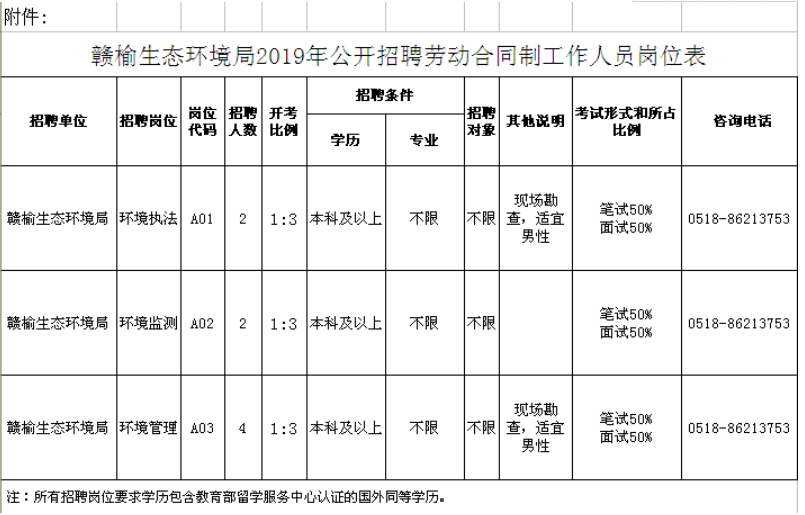 附件:
赣榆生态环境局2019年公开招聘劳动合同制工作人员岗位表
招聘单位 招聘岗位 岗位代码 招聘人数 开考比例 招聘条件 招聘对象 其他说明 考试形式和所占比例 咨询电话
学历 专业
赣榆生态环境局 环境执法 A01 2 1:3 本科及以上 不限 不限 现场勘查，适宜男性 笔试50% 面试50% 0518-86213753
赣榆生态环境局 环境监测 A02 2 1:3 本科及以上 不限 不限 笔试50% 面试50% 0518-86213753
赣榆生态环境局 环境管理 A03 4 1:3 本科及以上 不限 不限 现场勘查，适宜男性 笔试50% 面试50% 0518-86213753
注：所有招聘岗位要求学历包含教育部留学服务中心认证的国外同等学历。